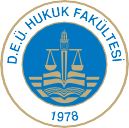 D.E.Ü. HUKUK FAKÜLTESİ
1978